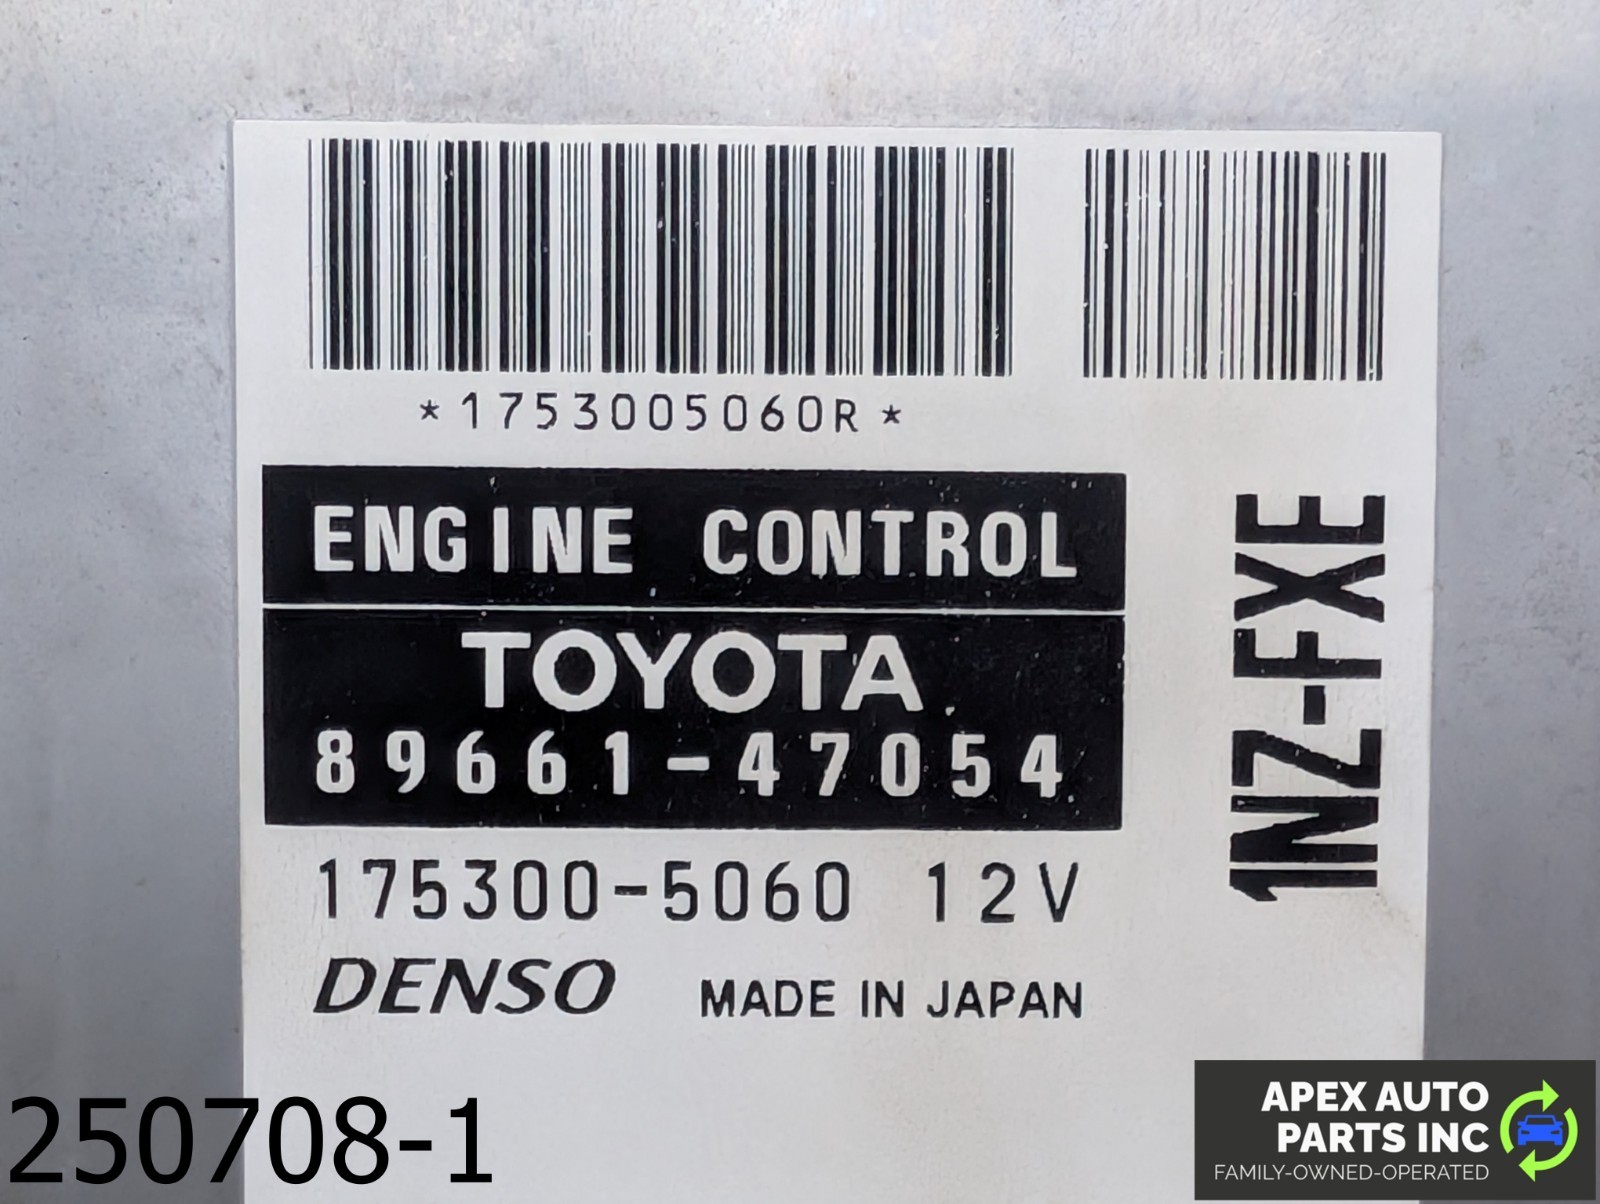 *1753005060R*
ENGINE CONTROL
TOYOTA
89661-47054
175300-5060 12V
DENSO MADE IN JAPAN
1NZ-FXE
250708-1
APEX AUTO
PARTS INC
FAMILY-OWNED-OPERATED